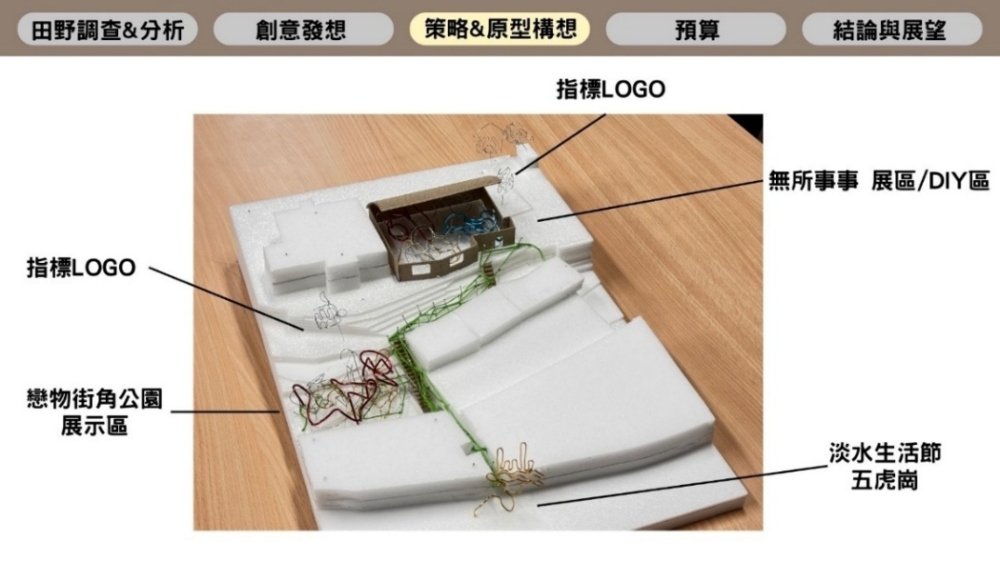 田野調查&分析
創意發想
策略&原型構想
預算
結論與展望
指標LOGO
無所事事 展區/DIY區
指標LOGO
戀物街角公園
展示區
淡水生活節
五虎崗